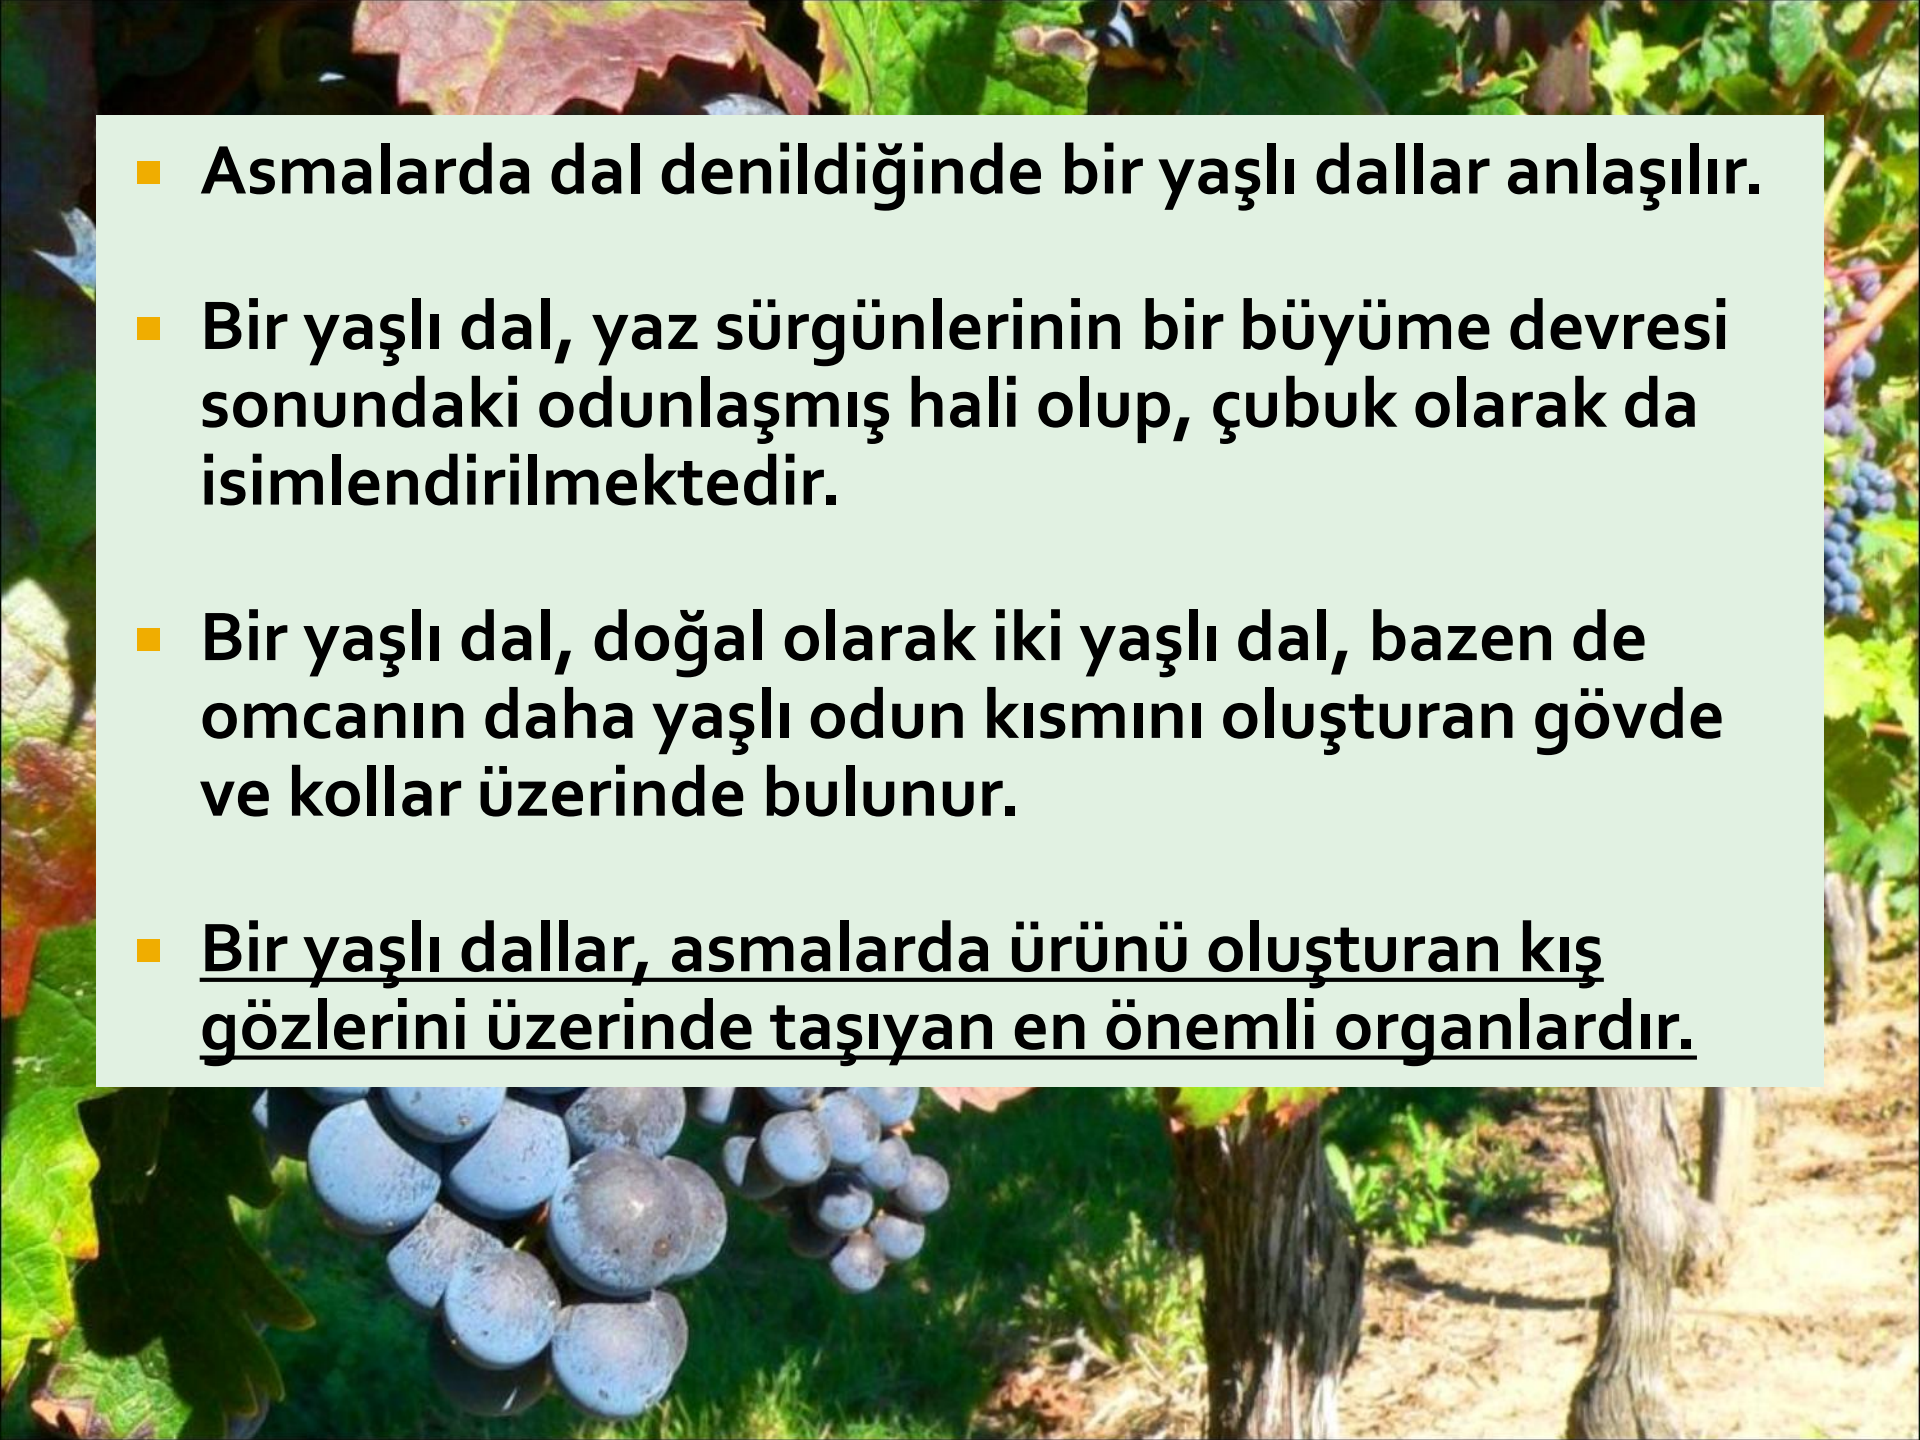 Asmalarda dal denildiğinde bir yaşlı dallar anlaşılır.
Bir yaşlı dal, yaz sürgünlerinin bir büyüme devresi
sonundaki odunlaşmış hali olup, çubuk olarak da
isimlendirilmektedir.
Bir yaşlı dal, doğal olarak iki yaşlı dal, bazen de
omcanın daha yaşlı odun kısmını oluşturan gövde
ve kollar üzerinde bulunur.
Bir yaşlı dallar, asmalarda ürünü oluşturan kış
gözlerini üzerinde taşıyan en önemli organlardır.